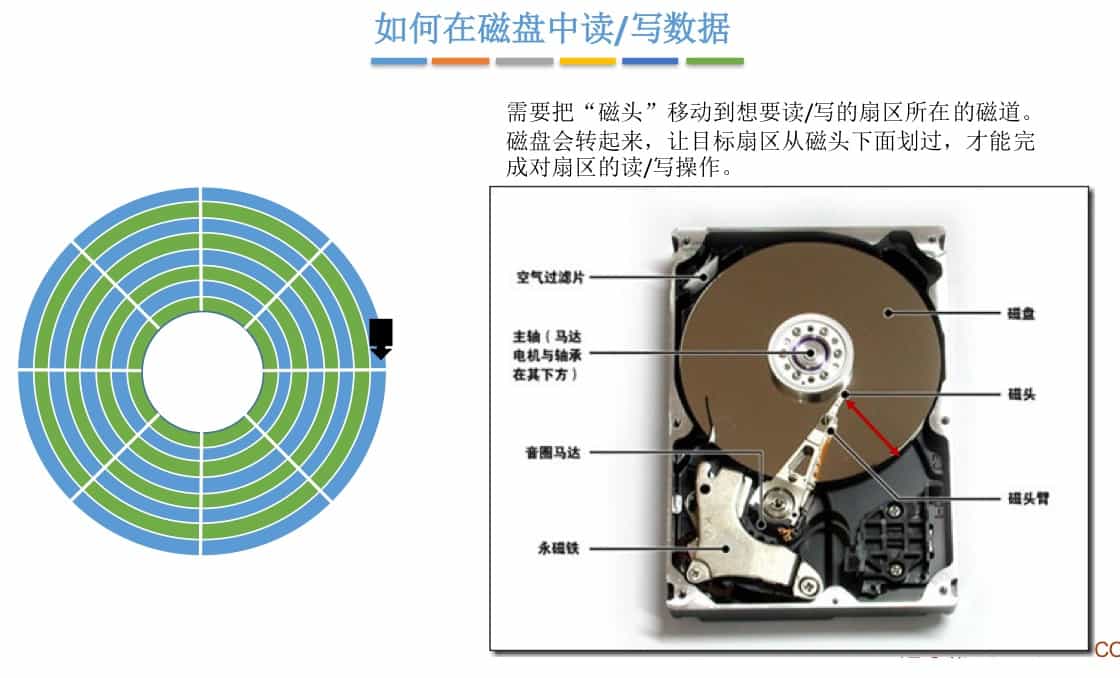 如何在磁盘中读/写数据
需要把“磁头”移动到想要读/写的扇区所在的磁道。
磁盘会转起来，让目标扇区从磁头下面划过，才能完
成对扇区的读/写操作。
空气过滤片
主轴（马达
电机与轴承
在其下方）
音圈马达
永磁铁
磁盘
磁头
磁头臂
CO